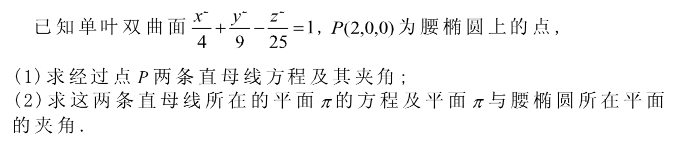 已知单叶双曲面 x²/4 + y²/9 − z²/25 = 1, P(2,0,0)为腰椭圆上的点,
(1)求经过点 P 两条直母线方程及其夹角;
(2)求这两条直母线所在的平面 π 的方程及平面 π 与腰椭圆所在平面
的夹角.